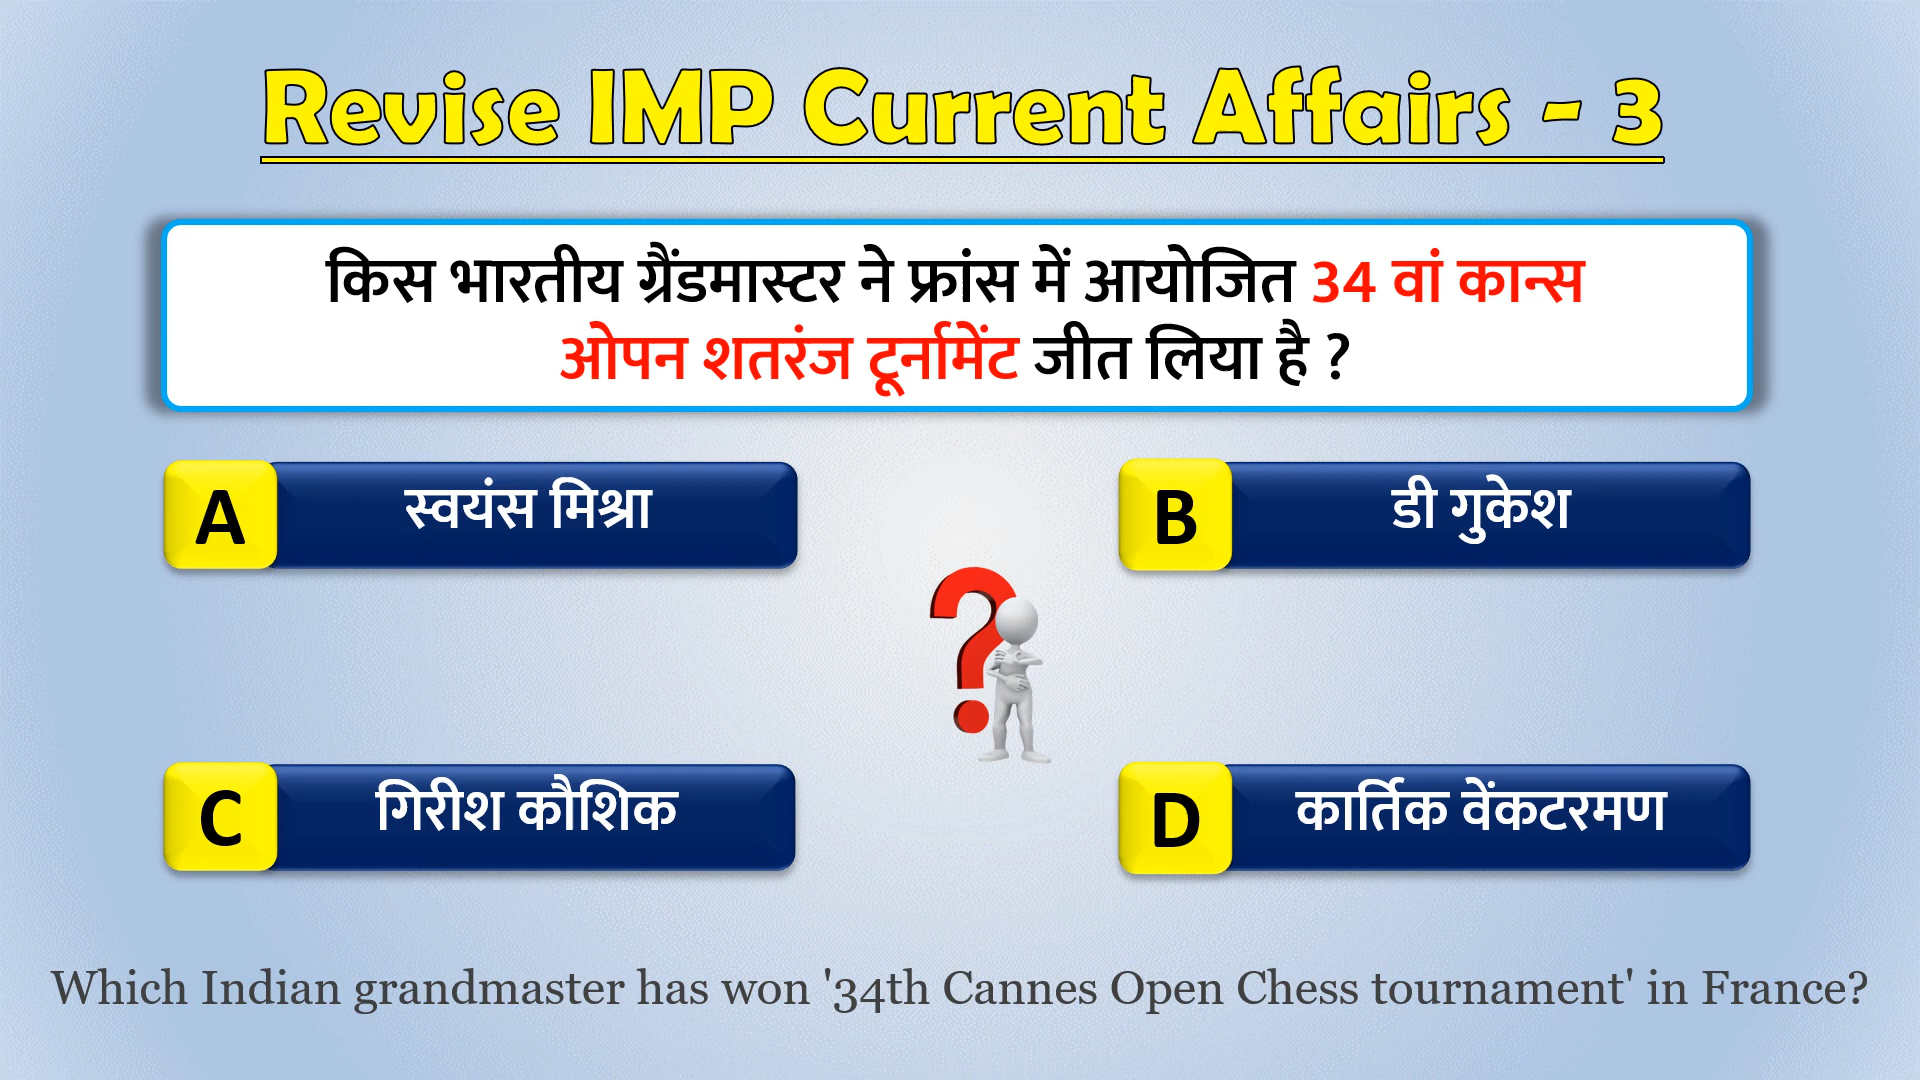 Revise IMP Current Affairs - 3
किस भारतीय ग्रैंडमास्टर ने फ्रांस में आयोजित 34 वां कान्स
ओपन शतरंज टूर्नामेंट जीत लिया है ?
A स्वयंस मिश्रा
B डी गुकेश
C गिरीश कौशिक
D कार्तिक वेंकटरमण
Which Indian grandmaster has won '34th Cannes Open Chess tournament' in France?